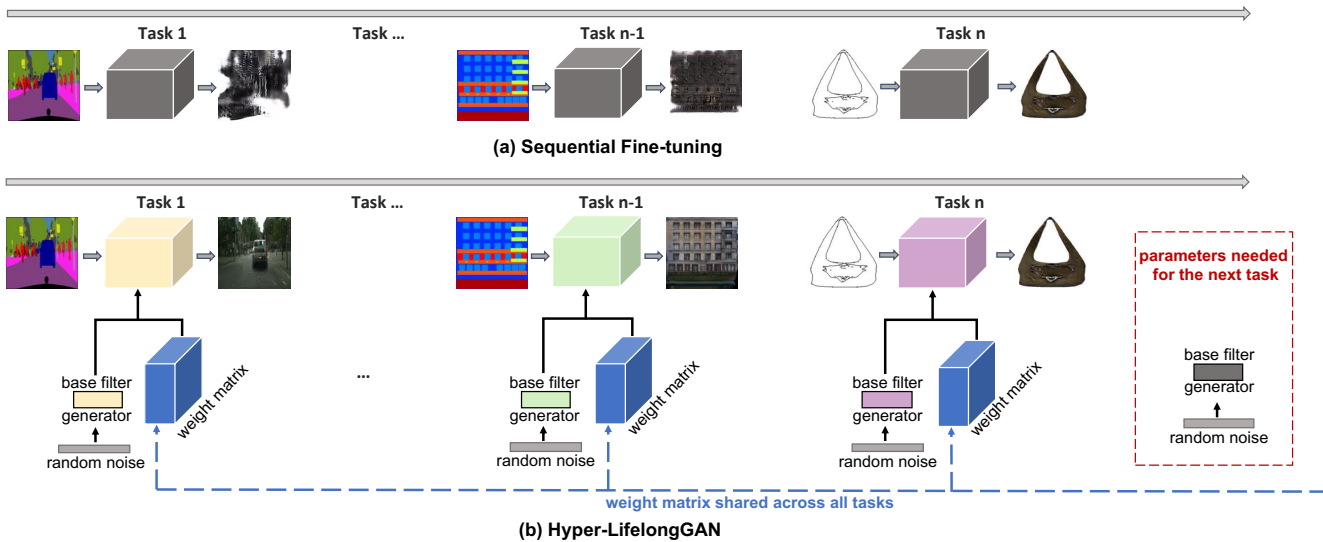 Task 1
Task ...
Task n-1
Task n
(a) Sequential Fine-tuning
Task 1
Task ...
Task n-1
Task n
parameters needed
for the next task
base filter
generator
random noise
weight matrix
...
base filter
generator
random noise
weight matrix
base filter
generator
random noise
weight matrix
base filter
generator
random noise
weight matrix shared across all tasks
(b) Hyper-LifelongGAN